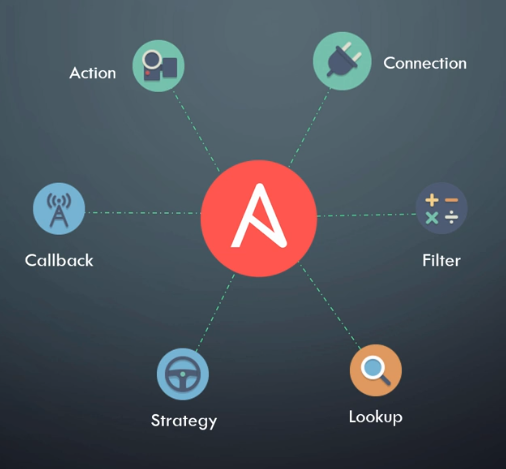 Action
Connection
Callback
Filter
Strategy
Lookup